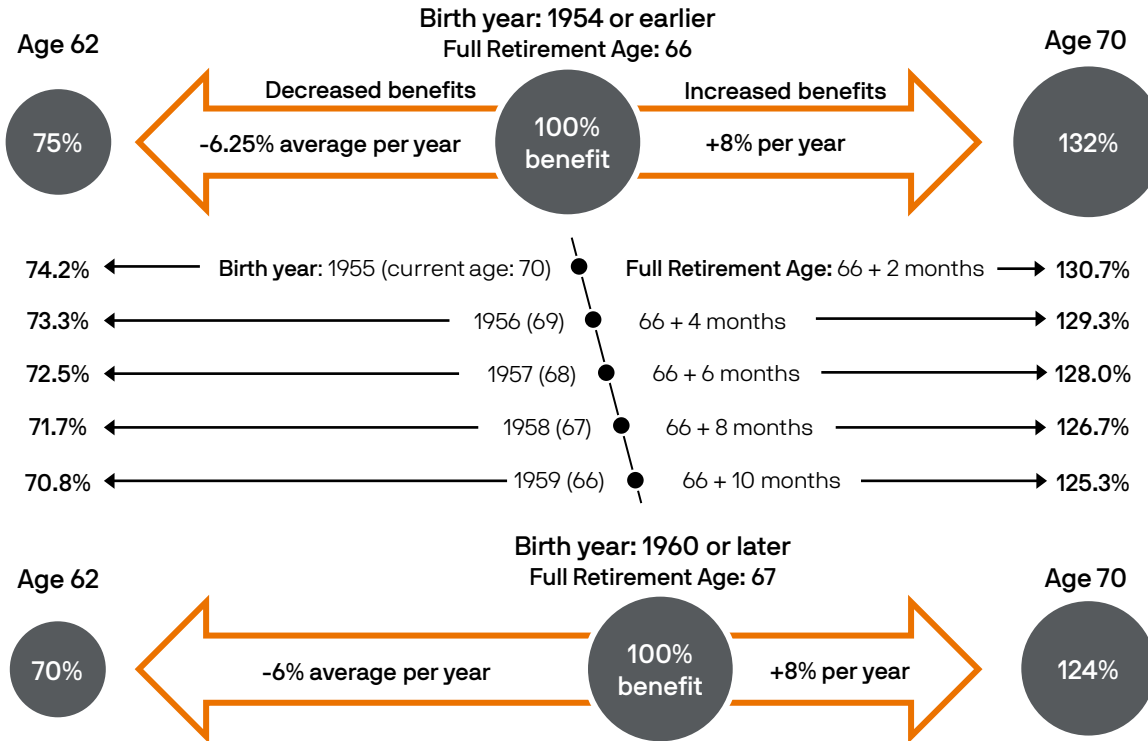 Birth year: 1954 or earlier
Age 62
Full Retirement Age: 66
Age 70
Decreased benefits
Increased benefits
75%
-6.25% average per year
100%
benefit
+8% per year
132%
74.2%
Birth year: 1955 (current age: 70)
Full Retirement Age: 66 + 2 months
130.7%
73.3%
1956 (69)
66 + 4 months
129.3%
72.5%
1957 (68)
66 + 6 months
128.0%
71.7%
1958 (67)
66 + 8 months
126.7%
70.8%
1959 (66)
66 + 10 months
125.3%
Birth year: 1960 or later
Age 62
Full Retirement Age: 67
Age 70
70%
-6% average per year
100%
benefit
+8% per year
124%